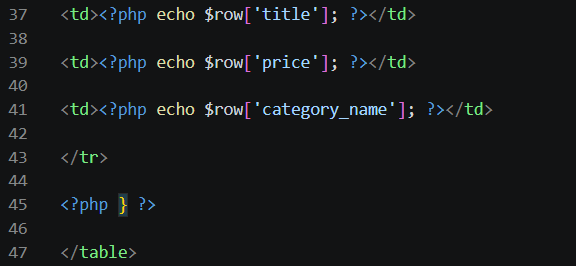 37 <td><?php echo $row['title']; ?></td>
38
39 <td><?php echo $row['price']; ?></td>
40
41 <td><?php echo $row['category_name']; ?></td>
42
43 </tr>
44
45 <?php } ?>
46
47 </table>